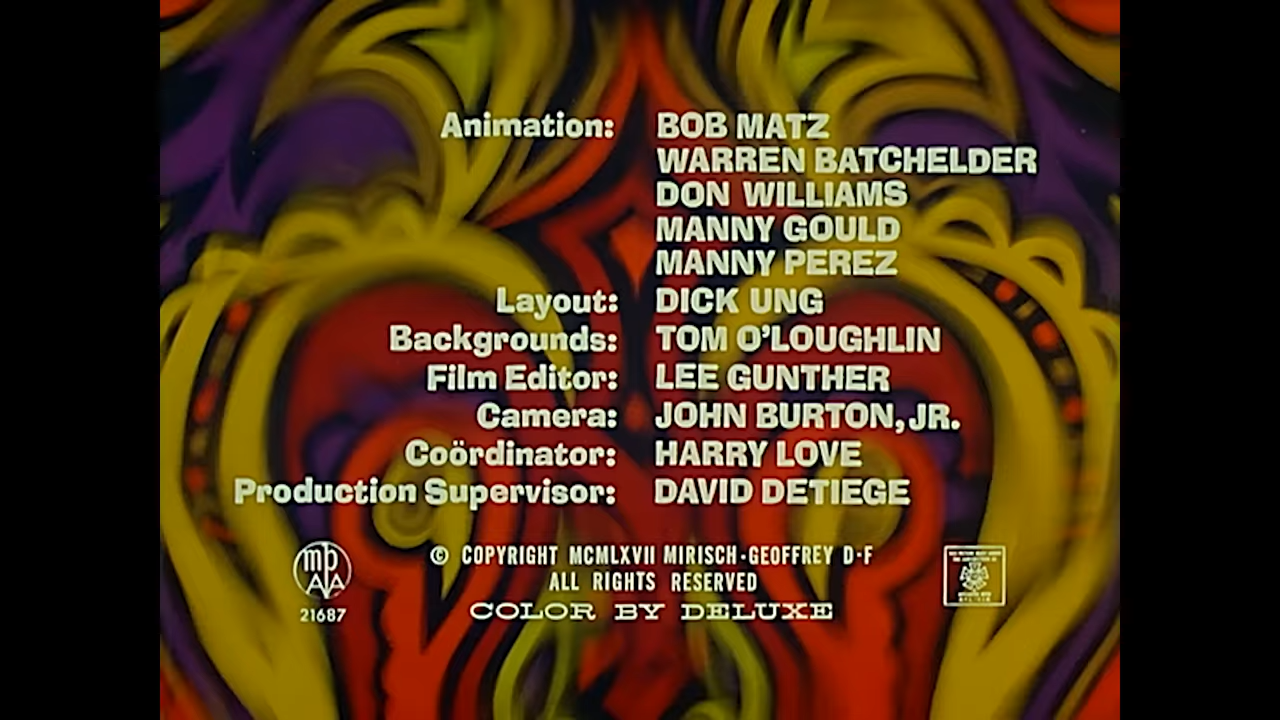 Animation: BOB MATZ
WARREN BATCHELDER
DON WILLIAMS
MANNY GOULD
MANNY PEREZ
Layout: DICK UNG
Backgrounds: TOM O'LOUGHLIN
Film Editor: LEE GUNTHER
Camera: JOHN BURTON, JR.
Coördinator: HARRY LOVE
Production Supervisor: DAVID DETIEGE
mpAA
21687
© COPYRIGHT MCMLXVII MIRISCH-GEOFFREY D-F
ALL RIGHTS RESERVED
COLOR BY DELUXE